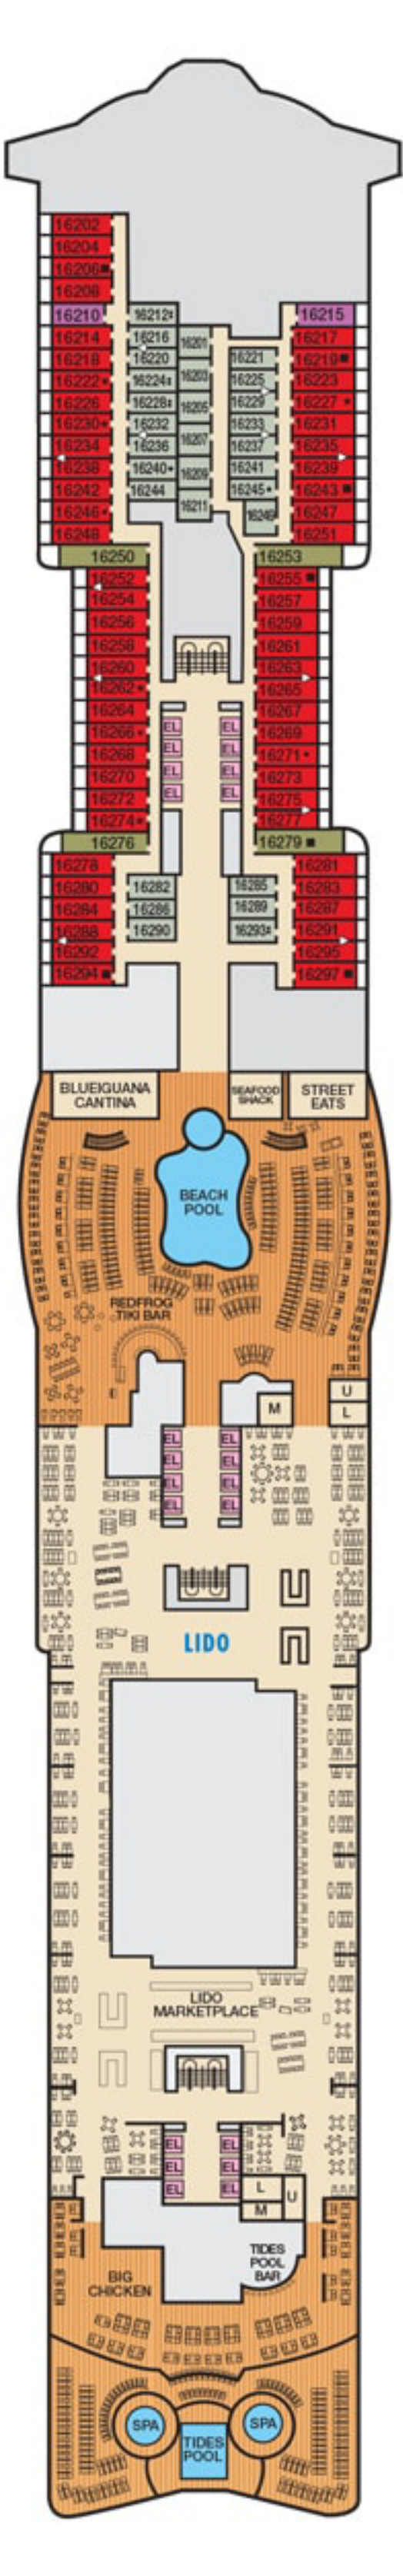 16202
16204
16206
16208
16210 16212 16215
16214 16216 16201 16217
16218 16220 16221 16219
16222 16224 16203 16225 16223
16226 16228 16205 16229 16227
16230 16232 16233 16231
16234 16236 16207 16237 16235
16238 16240 16209 16241 16239
16242 16244 16245 16243
16246 16211 16249 16247
16248 16251
16250 16253
16252 16255
16254 16257
16256 16259
16258 16261
16260 16263
16262 16265
16264 16267
16266 EL EL 16269
16268 EL EL 16271
16270 EL EL 16273
16272 EL EL 16275
16274 16277
16276 16279
16278 16281
16280 16282 16285 16283
16284 16286 16289 16287
16288 16290 16293 16291
16292 16295
16294 16297
BLUEIGUANA
CANTINA
SEAFOOD
SHACK
STREET
EATS
BEACH
POOL
REDFROG
TIKI BAR
U
M L
EL EL
EL EL
EL EL
EL EL
LIDO
LIDO
MARKETPLACE
EL EL
EL EL
EL EL
L
U
M
TIDES
POOL
BAR
BIG
CHICKEN
SPA SPA
TIDES
POOL